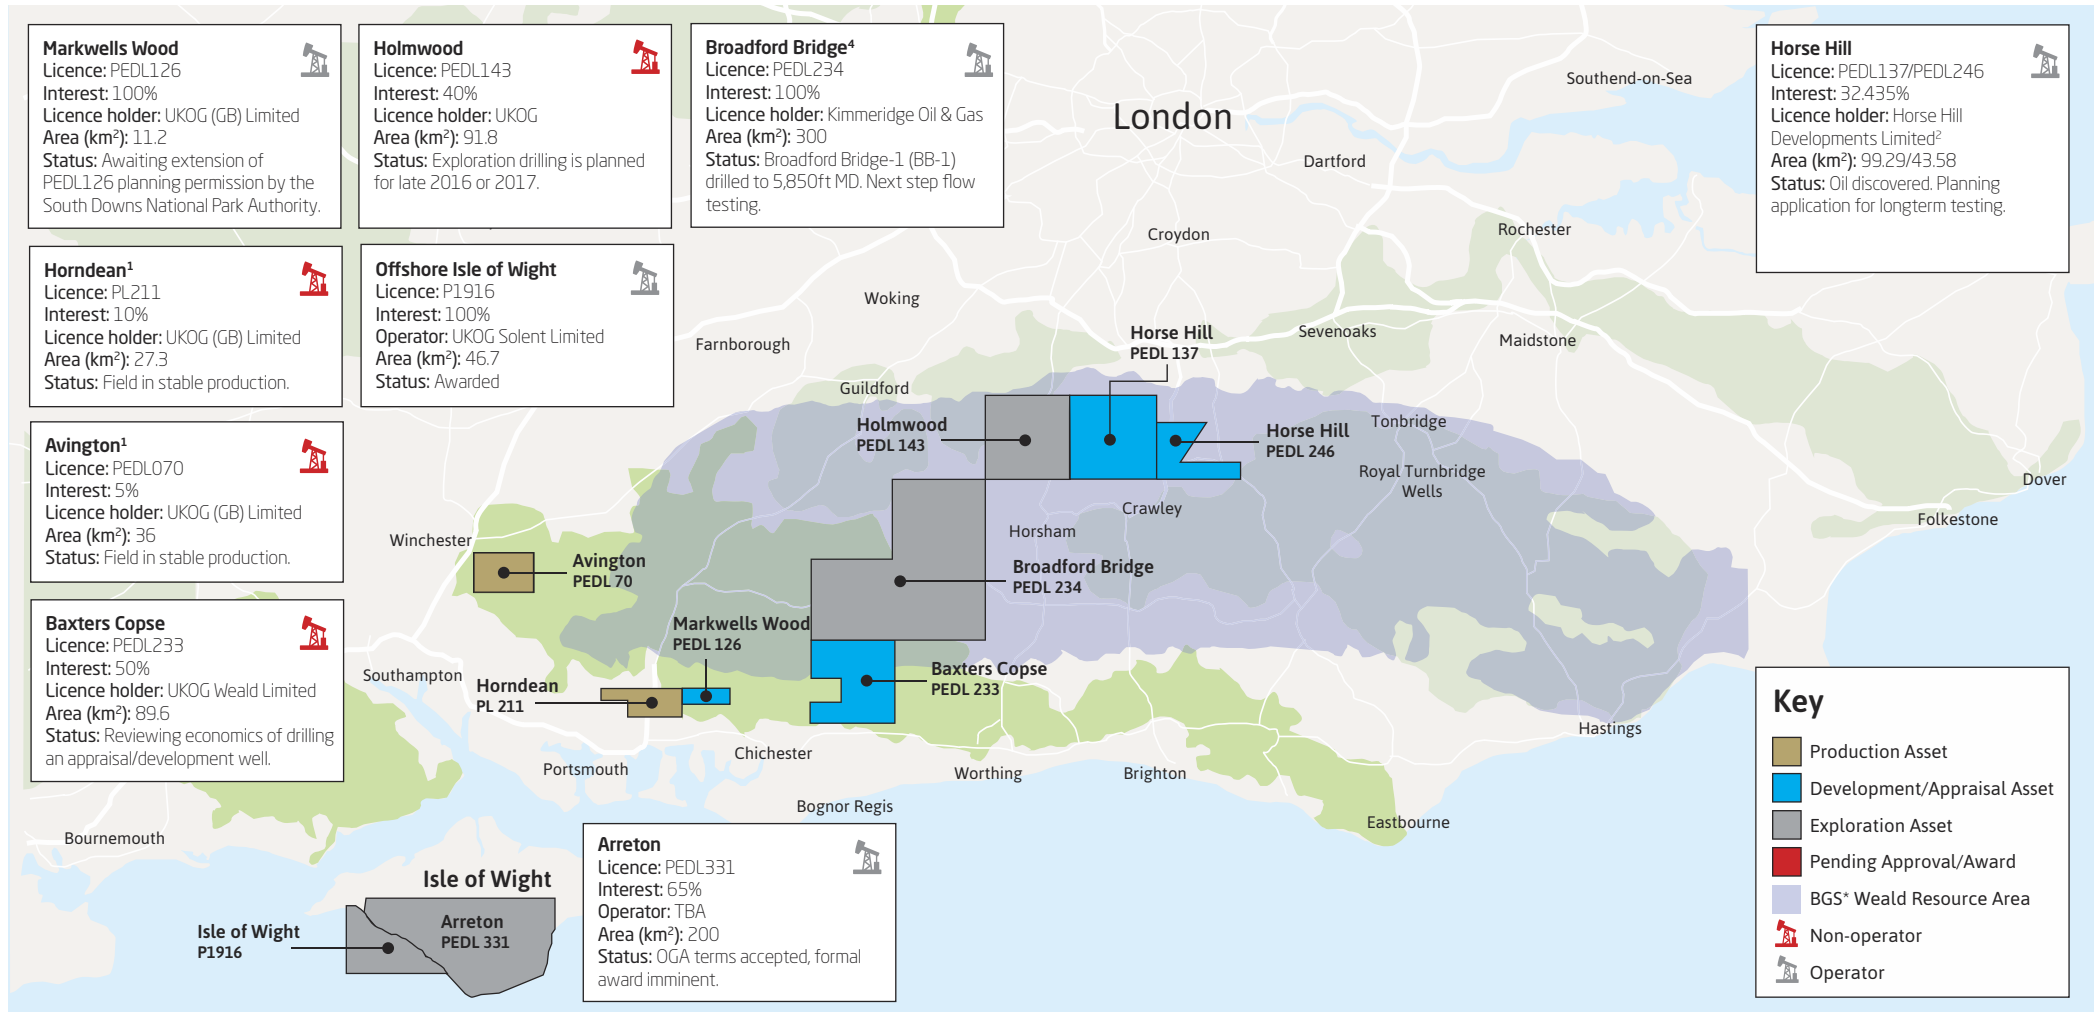 Markwells Wood
Licence: PEDL126
Interest: 100%
Licence holder: UKOG (GB) Limited
Area (km²): 11.2
Status: Awaiting extension of
PEDL126 planning permission by the
South Downs National Park Authority.
Holmwood
Licence: PEDL143
Interest: 40%
Licence holder: UKOG
Area (km²): 91.8
Status: Exploration drilling is planned
for late 2016 or 2017.
Broadford Bridge⁴
Licence: PEDL234
Interest: 100%
Licence holder: Kimmeridge Oil & Gas
Area (km²): 300
Status: Broadford Bridge-1 (BB-1)
drilled to 5,850ft MD. Next step flow
testing.
Horse Hill
Licence: PEDL137/PEDL246
Interest: 32.435%
Licence holder: Horse Hill
Developments Limited²
Area (km²): 99.29/43.58
Status: Oil discovered. Planning
application for longterm testing.
Horndean¹
Licence: PL211
Interest: 10%
Licence holder: UKOG (GB) Limited
Area (km²): 27.3
Status: Field in stable production.
Offshore Isle of Wight
Licence: P1916
Interest: 100%
Operator: UKOG Solent Limited
Area (km²): 46.7
Status: Awarded
Avington¹
Licence: PEDL070
Interest: 5%
Licence holder: UKOG (GB) Limited
Area (km²): 36
Status: Field in stable production.
Baxters Copse
Licence: PEDL233
Interest: 50%
Licence holder: UKOG Weald Limited
Area (km²): 89.6
Status: Reviewing economics of drilling
an appraisal/development well.
Arreton
Licence: PEDL331
Interest: 65%
Operator: TBA
Area (km²): 200
Status: OGA terms accepted, formal
award imminent.
London
Southend-on-Sea
Dartford
Croydon
Rochester
Woking
Farnborough
Sevenoaks
Maidstone
Guildford
Horse Hill
PEDL 137
Holmwood
PEDL 143
Horse Hill
PEDL 246
Tonbridge
Royal Turnbridge
Wells
Dover
Folkestone
Crawley
Horsham
Winchester
Avington
PEDL 70
Broadford Bridge
PEDL 234
Markwells Wood
PEDL 126
Southampton
Horndean
PL 211
Baxters Copse
PEDL 233
Chichester
Portsmouth
Worthing
Brighton
Hastings
Bognor Regis
Eastbourne
Bournemouth
Isle of Wight
Arreton
PEDL 331
Isle of Wight
P1916
Key
Production Asset
Development/Appraisal Asset
Exploration Asset
Pending Approval/Award
BGS* Weald Resource Area
Non-operator
Operator